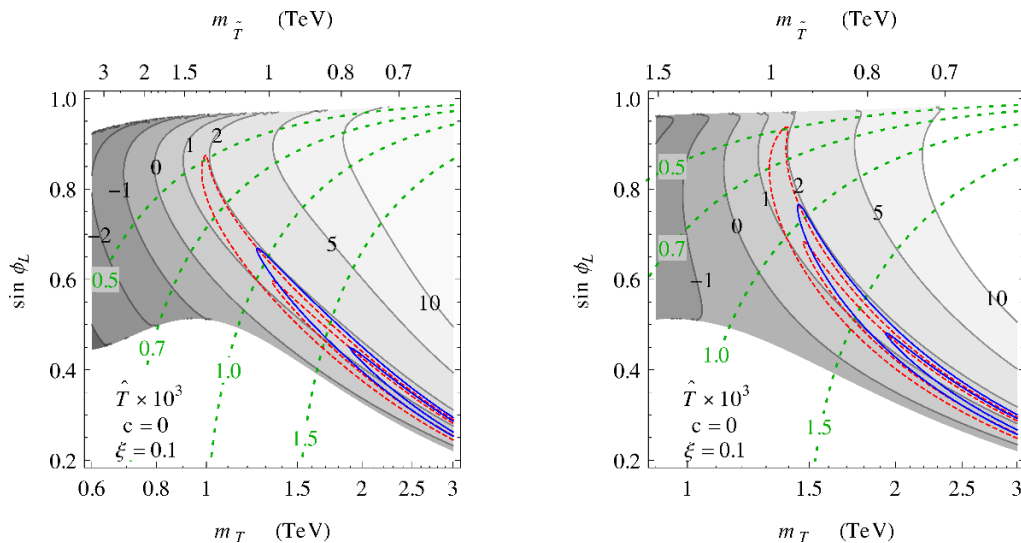 m_T̃ (TeV)
3 2 1.5 1 0.8 0.7
1.0
0.8
0.6
0.4
0.2
sin ϕ_L
−2
−1
0
1
2
5
10
0.5
0.7
1.0
1.5
T̂ × 10³
c = 0
ξ = 0.1
0.6 0.8 1 1.5 2 3
m_T (TeV)
m_T̃ (TeV)
1.5 1 0.8 0.7
1.0
0.8
0.6
0.4
0.2
sin ϕ_L
−1
0
1
2
5
10
0.5
0.7
1.0
1.5
T̂ × 10³
c = 0
ξ = 0.1
1 1.5 2 3
m_T (TeV)